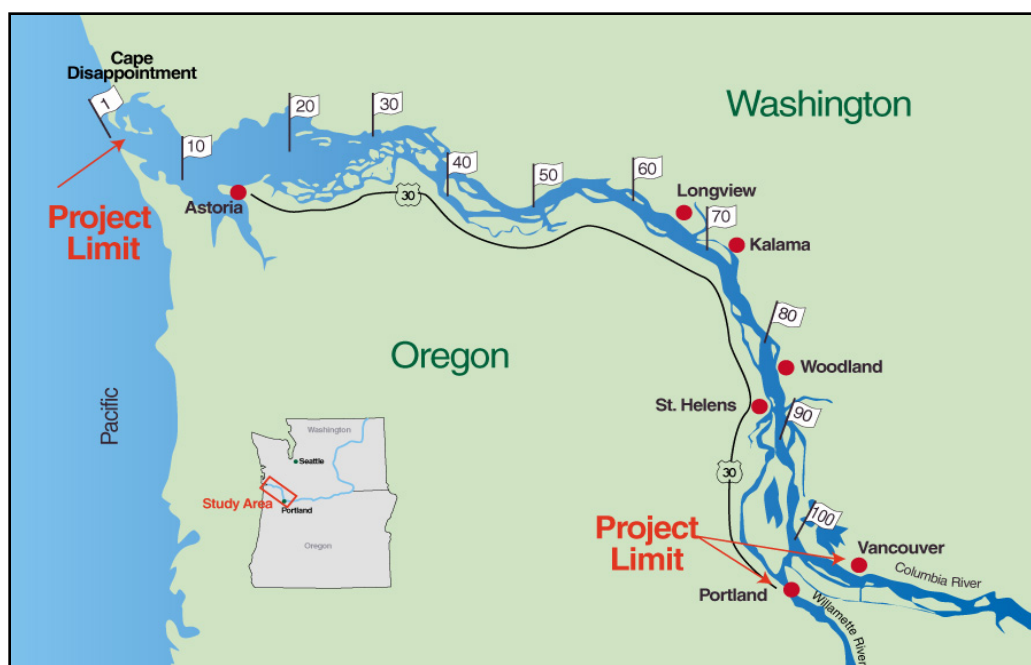 Cape
Disappointment
1
10
20
30
40
50
60
70
80
90
100
Washington
Longview
Kalama
Astoria
30
Project
Limit
Oregon
Woodland
St. Helens
Pacific
30
Washington
Seattle
Study Area
Portland
Oregon
Project
Limit
Vancouver
Columbia River
Portland
Willamette River